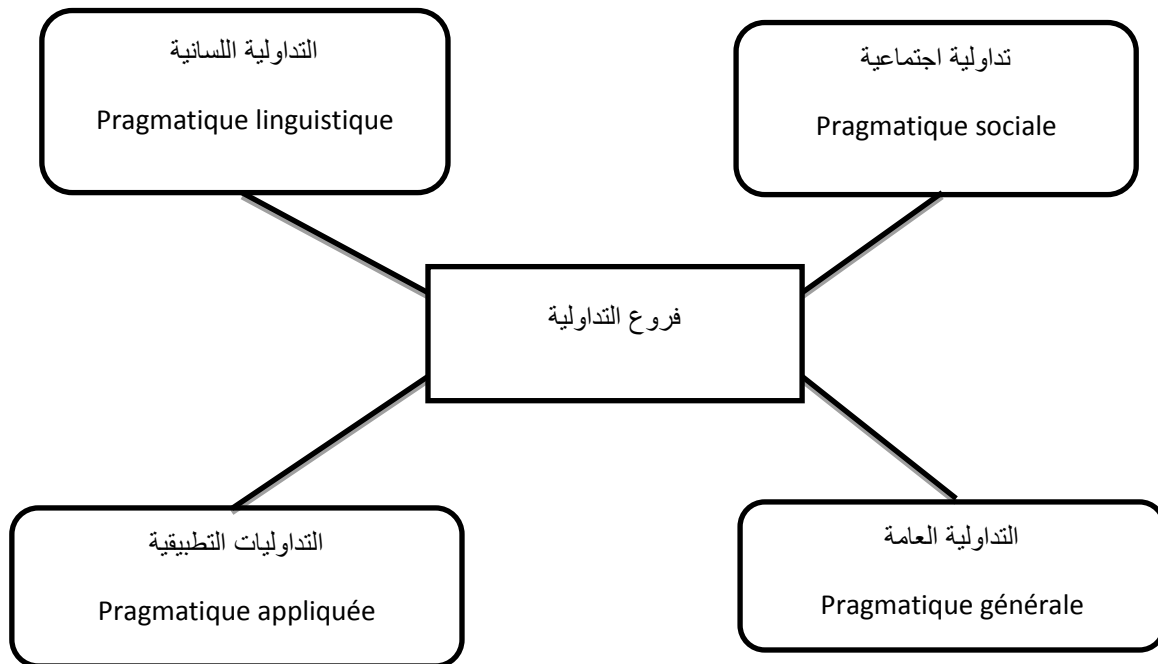 التداولية اللسانية
Pragmatique linguistique
تداولية اجتماعية
Pragmatique sociale
فروع التداولية
التداوليات التطبيقية
Pragmatique appliquée
التداولية العامة
Pragmatique générale